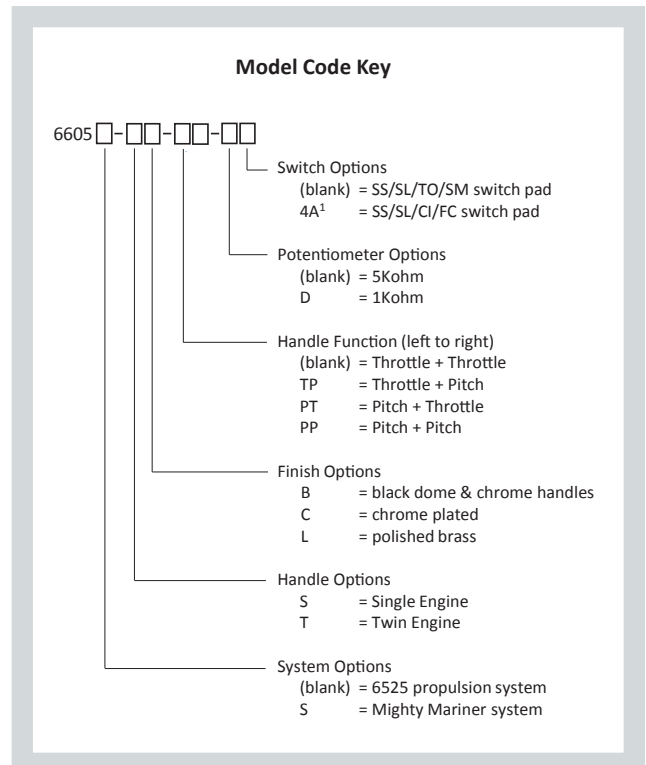 Model Code Key
6605 □-□□-□□-□□
Switch Options
(blank) = SS/SL/TO/SM switch pad
4A¹ = SS/SL/CI/FC switch pad
Potentiometer Options
(blank) = 5Kohm
D = 1Kohm
Handle Function (left to right)
(blank) = Throttle + Throttle
TP = Throttle + Pitch
PT = Pitch + Throttle
PP = Pitch + Pitch
Finish Options
B = black dome & chrome handles
C = chrome plated
L = polished brass
Handle Options
S = Single Engine
T = Twin Engine
System Options
(blank) = 6525 propulsion system
S = Mighty Mariner system